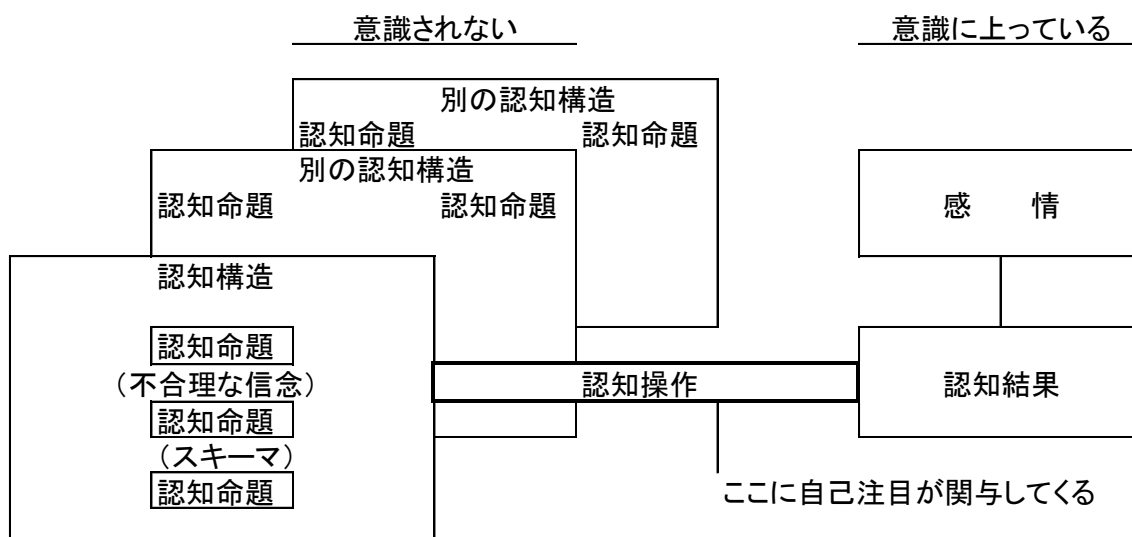 意識されない
意識に上っている
別の認知構造
認知命題 認知命題
別の認知構造
認知命題 認知命題
感 情
認知構造
認知命題
(不合理な信念)
認知操作
認知結果
認知命題
(スキーマ)
認知命題
ここに自己注目が関与してくる